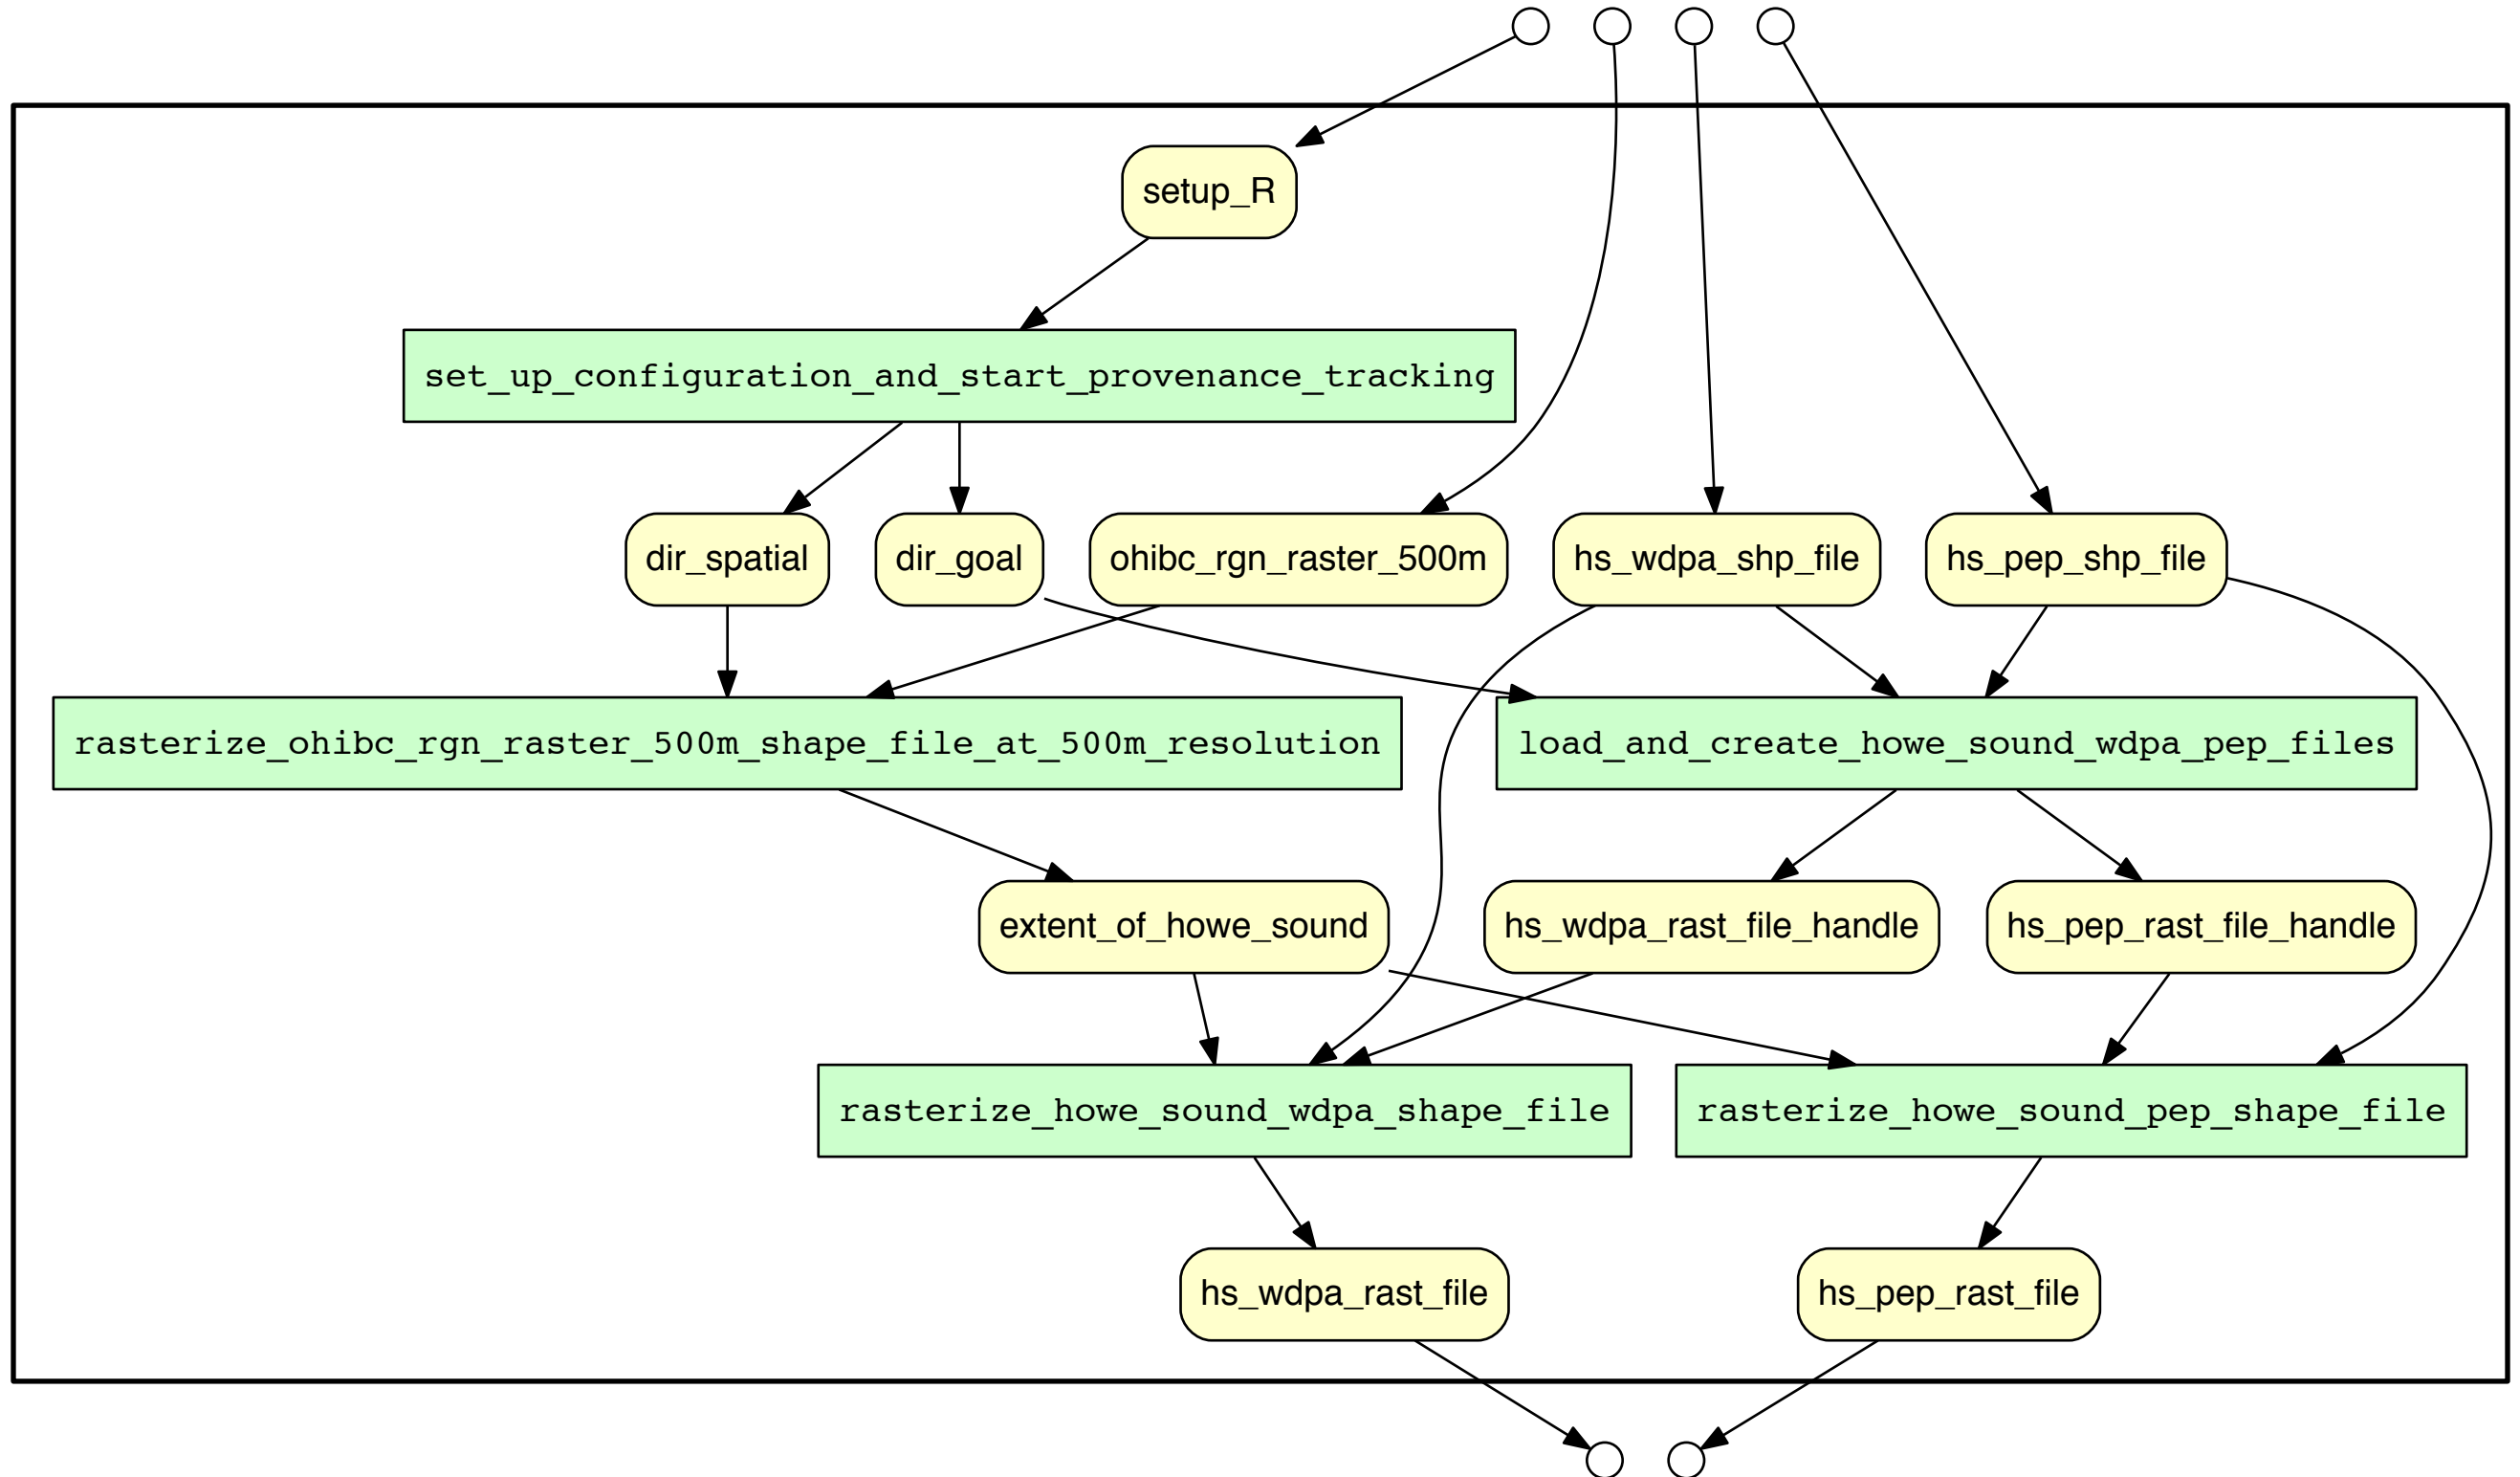 setup_R
set_up_configuration_and_start_provenance_tracking
dir_spatial
dir_goal
ohibc_rgn_raster_500m
hs_wdpa_shp_file
hs_pep_shp_file
rasterize_ohibc_rgn_raster_500m_shape_file_at_500m_resolution
load_and_create_howe_sound_wdpa_pep_files
extent_of_howe_sound
hs_wdpa_rast_file_handle
hs_pep_rast_file_handle
rasterize_howe_sound_wdpa_shape_file
rasterize_howe_sound_pep_shape_file
hs_wdpa_rast_file
hs_pep_rast_file